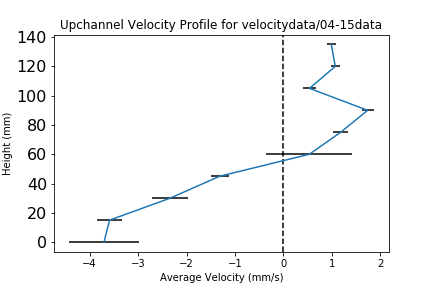 Upchannel Velocity Profile for velocitydata/04-15data
140
120
100
80
60
40
20
0
Height (mm)
−4 −3 −2 −1 0 1 2
Average Velocity (mm/s)